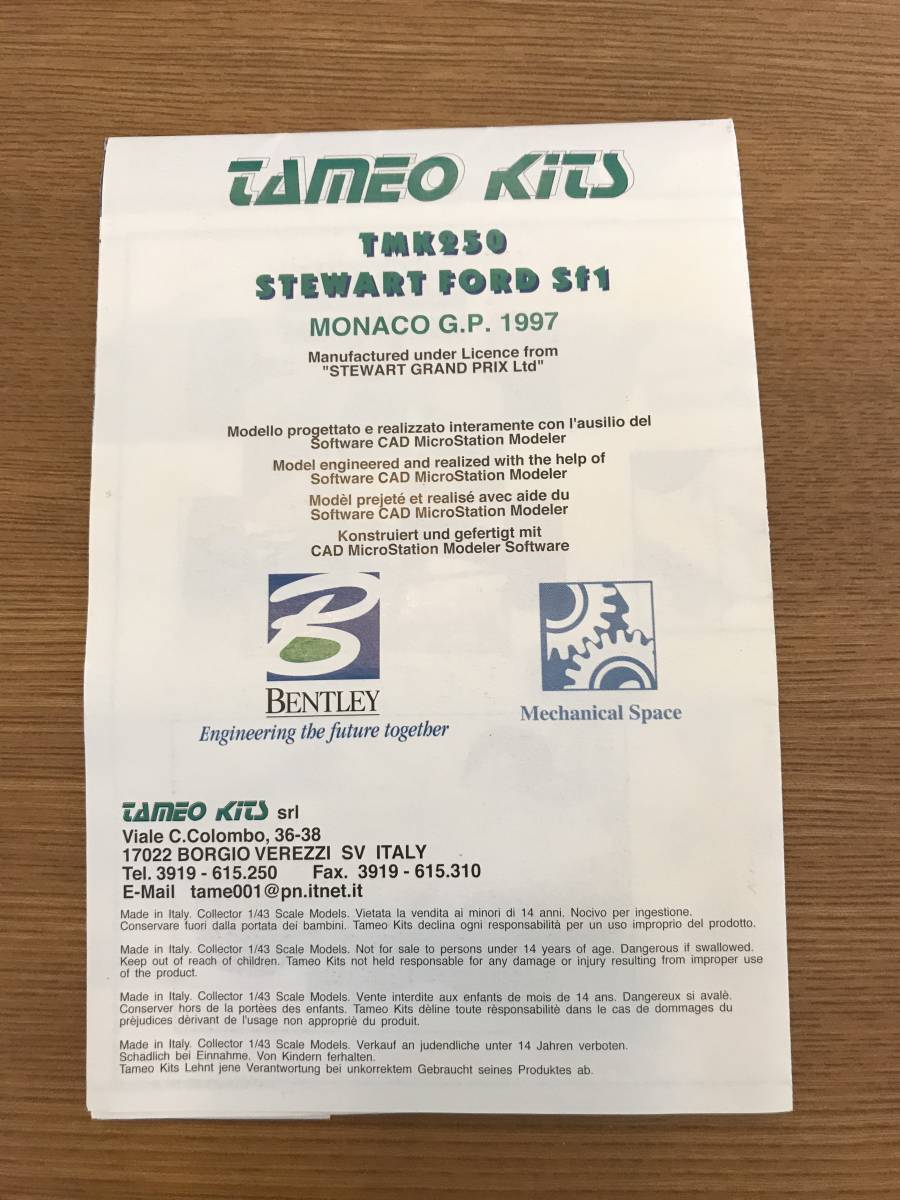 TAMEO KITS
TMK250
STEWART FORD Sf1
MONACO G.P. 1997
Manufactured under Licence from
"STEWART GRAND PRIX Ltd"
Modello progettato e realizzato interamente con l'ausilio del
Software CAD MicroStation Modeler
Model engineered and realized with the help of
Software CAD MicroStation Modeler
Modèl prejeté et realisé avec aide du
Software CAD MicroStation Modeler
Konstruiert und gefertigt mit
CAD MicroStation Modeler Software
B
BENTLEY
Engineering the future together
Mechanical Space
TAMEO KITS srl
Viale C.Colombo, 36-38
17022 BORGIO VEREZZI SV ITALY
Tel. 3919 - 615.250 Fax. 3919 - 615.310
E-Mail tame001@pn.itnet.it
Made in Italy. Collector 1/43 Scale Models. Vietata la vendita ai minori di 14 anni. Nocivo per ingestione.
Conservare fuori dalla portata dei bambini. Tameo Kits declina ogni responsabilità per un uso improprio del prodotto.
Made in Italy. Collector 1/43 Scale Models. Not for sale to persons under 14 years of age. Dangerous if swallowed.
Keep out of reach of children. Tameo Kits not held responsable for any damage or injury resulting from improper use
of the product.
Made in Italy. Collector 1/43 Scale Models. Vente interdite aux enfants de mois de 14 ans. Dangereux si avalè.
Conserver hors de la portèes des enfants. Tameo Kits dèline toute rèsponsabilitè dans le cas de dommages du
prèjudices dèrivant de l'usage non appropriè du produit.
Made in Italy. Collector 1/43 Scale Models. Verkauf an judendliche unter 14 Jahren verboten.
Schadlich bei Einnahme. Von Kindern ferhalten.
Tameo Kits Lehnt jene Verantwortung bei unkorrektem Gebraucht seines Produktes ab.